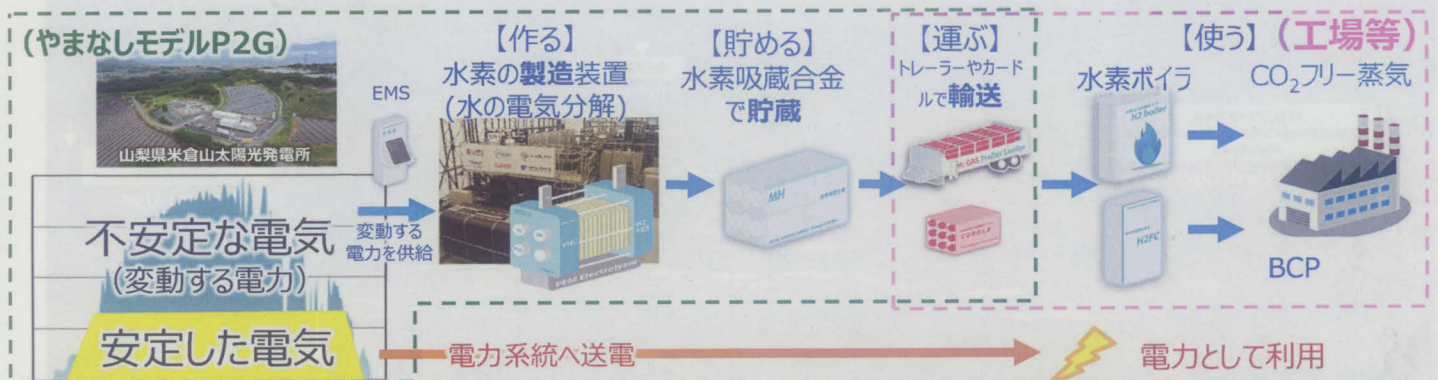 (やまなしモデルP2G)
山梨県米倉山太陽光発電所
不安定な電気
(変動する電力)
安定した電気
EMS
変動する
電力を供給
【作る】
水素の製造装置
(水の電気分解)
PEM Electrolyzer
【貯める】
水素吸蔵合金
で貯蔵
MH
【運ぶ】
トレーラーやカード
ルで輸送
H2 GAS Trailer Loader
CURDLE
【使う】(工場等)
水素ボイラ
H2 boiler
H2FC
CO₂フリー蒸気
BCP
電力系統へ送電
電力として利用